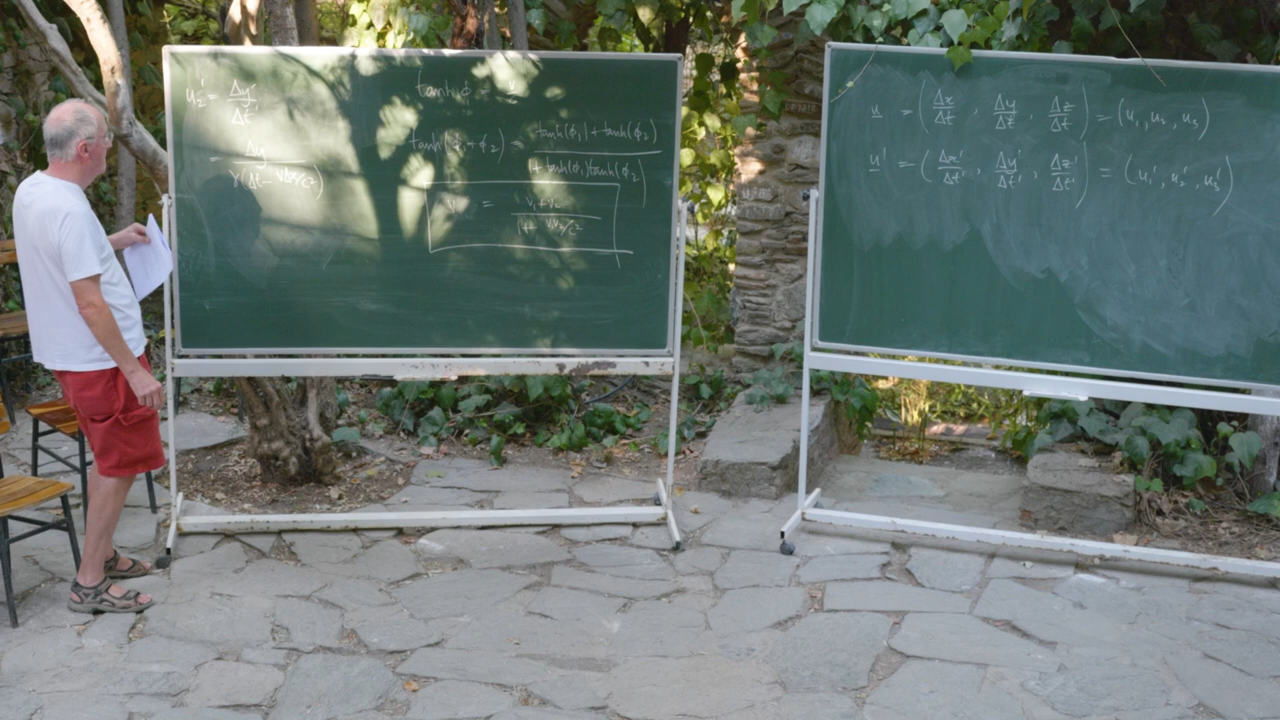 u₂' = Δy'/Δt'
= Δy/γ(Δt - vΔx/c²)
tanh φ = v
tanh(φ₁+φ₂) = tanh(φ₁)+tanh(φ₂)/1+tanh(φ₁)tanh(φ₂)
= v₁+v₂/1+v₁v₂/c²
u = (Δx/Δt, Δy/Δt, Δz/Δt) = (u₁, u₂, u₃)
u' = (Δx'/Δt', Δy'/Δt', Δz'/Δt') = (u₁', u₂', u₃')